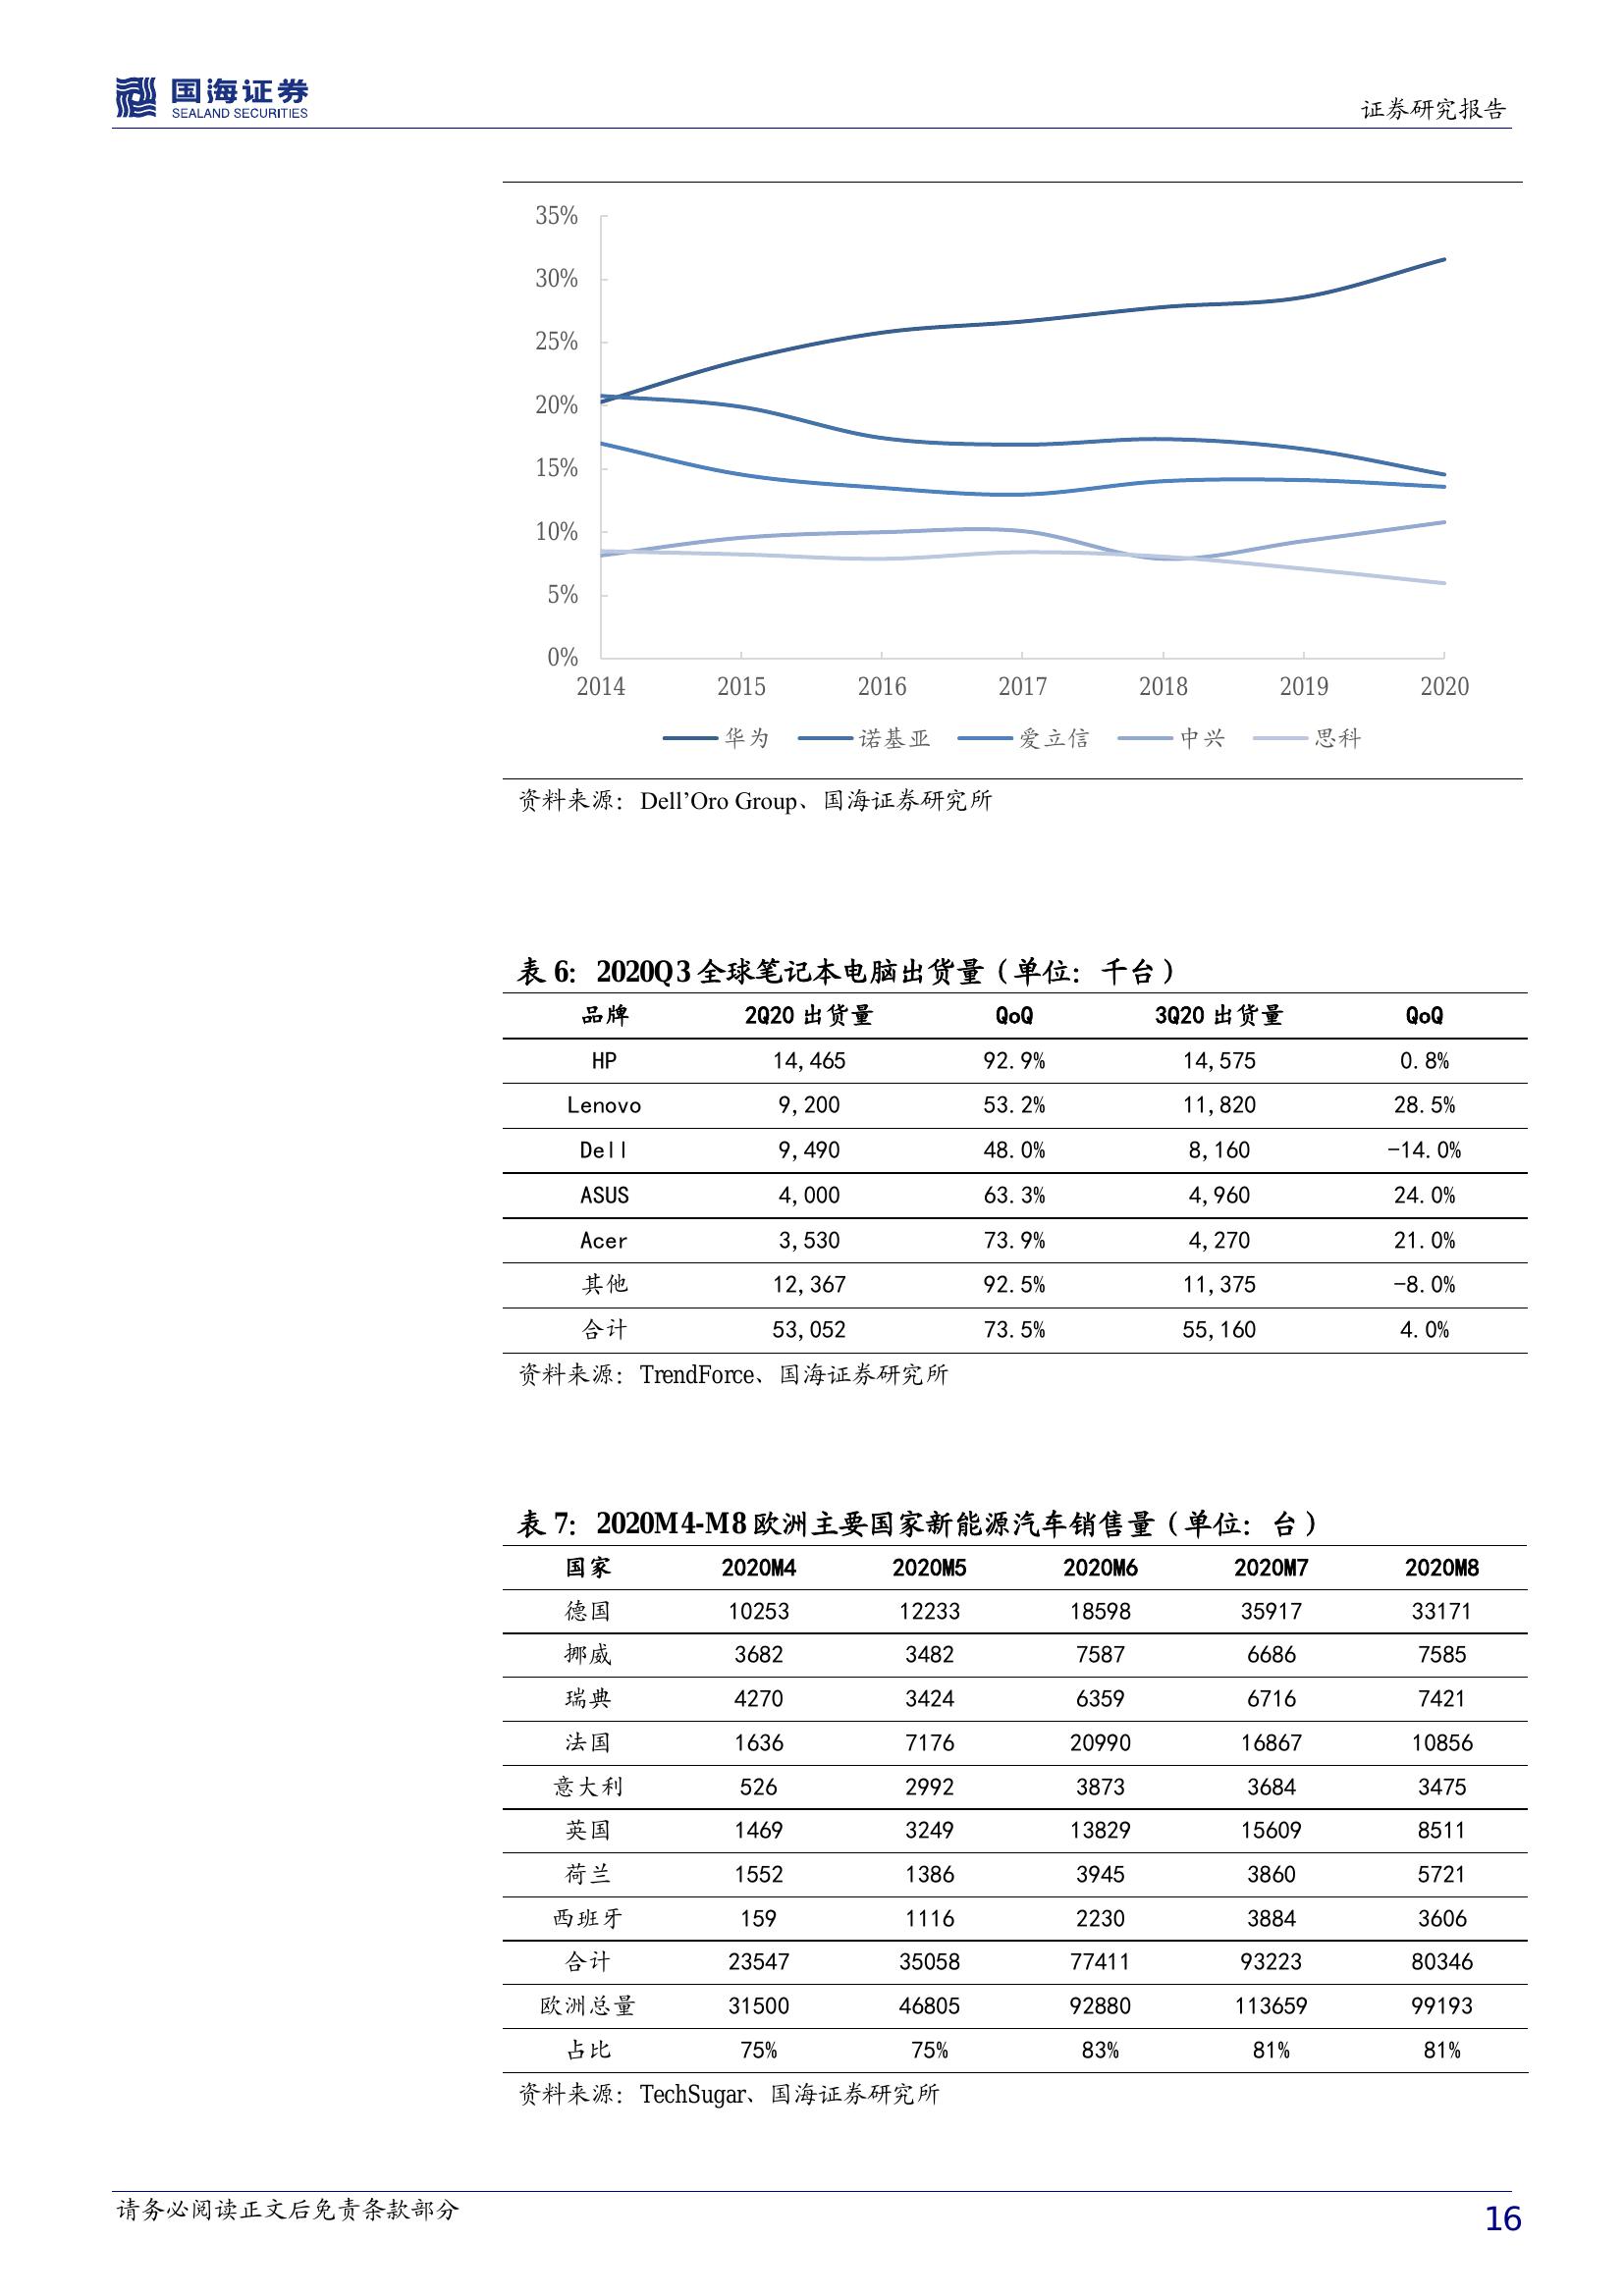 国海证券
SEALAND SECURITIES
证券研究报告
35%
30%
25%
20%
15%
10%
5%
0%
2014 2015 2016 2017 2018 2019 2020
华为 诺基亚 爱立信 中兴 思科
资料来源：Dell’Oro Group、国海证券研究所
表 6：2020Q3 全球笔记本电脑出货量（单位：千台）
品牌 2Q20 出货量 QoQ 3Q20 出货量 QoQ
HP 14,465 92.9% 14,575 0.8%
Lenovo 9,200 53.2% 11,820 28.5%
Dell 9,490 48.0% 8,160 -14.0%
ASUS 4,000 63.3% 4,960 24.0%
Acer 3,530 73.9% 4,270 21.0%
其他 12,367 92.5% 11,375 -8.0%
合计 53,052 73.5% 55,160 4.0%
资料来源：TrendForce、国海证券研究所
表 7：2020M4-M8 欧洲主要国家新能源汽车销售量（单位：台）
国家 2020M4 2020M5 2020M6 2020M7 2020M8
德国 10253 12233 18598 35917 33171
挪威 3682 3482 7587 6686 7585
瑞典 4270 3424 6359 6716 7421
法国 1636 7176 20990 16867 10856
意大利 526 2992 3873 3684 3475
英国 1469 3249 13829 15609 8511
荷兰 1552 1386 3945 3860 5721
西班牙 159 1116 2230 3884 3606
合计 23547 35058 77411 93223 80346
欧洲总量 31500 46805 92880 113659 99193
占比 75% 75% 83% 81% 81%
资料来源：TechSugar、国海证券研究所
请务必阅读正文后免责条款部分
16